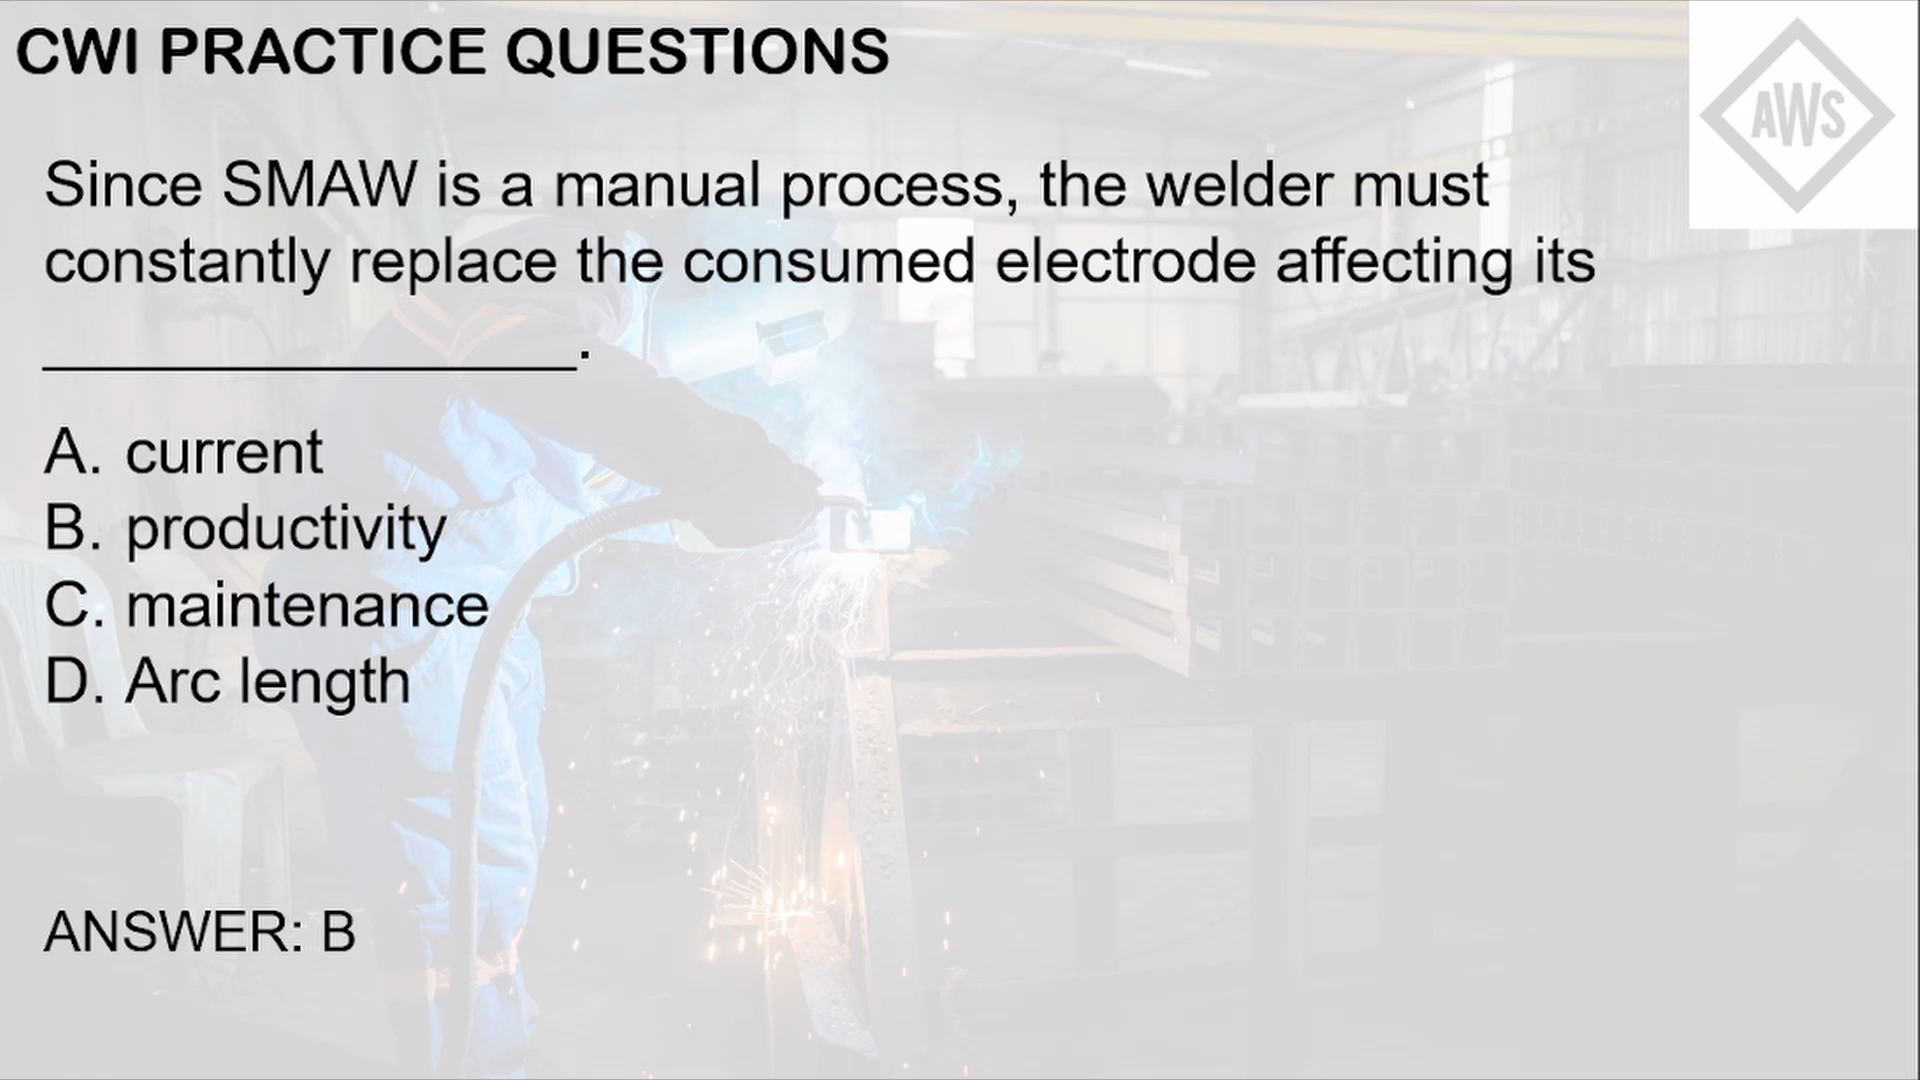 CWI PRACTICE QUESTIONS
AWS
Since SMAW is a manual process, the welder must
constantly replace the consumed electrode affecting its
___________________.
A. current
B. productivity
C. maintenance
D. Arc length
ANSWER: B